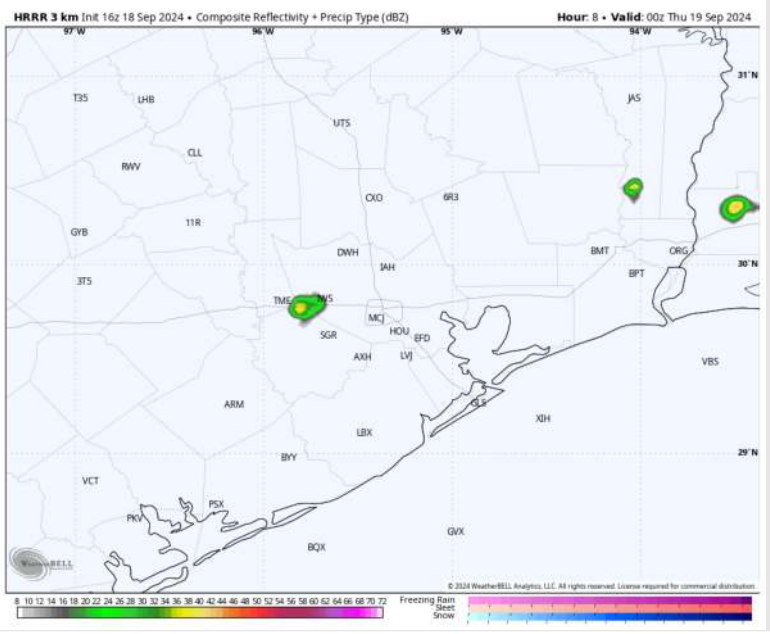 HRRR 3 km Init 16z 18 Sep 2024 • Composite Reflectivity + Precip Type (dBZ) Hour: 8 • Valid: 00z Thu 19 Sep 2024
97°W 96°W 95°W 94°W
31°N
T35 LHB JAS
UTS
CLL
RWV
CXO 6R3
11R
GYB
DWH BMT ORG
IAH 30°N
3T5 BPT
TME IWS
MCJ
SGR HOU EFD
AXH LVJ VBS
ARM GLS
XIH
LBX
BYY 29°N
VCT
PSX
PKV
GVX
BQX
WeatherBELL
© 2024 WeatherBELL Analytics, LLC. All rights reserved. License required for commercial distribution.
8 10 12 14 16 18 20 22 24 26 28 30 32 34 36 38 40 42 44 46 48 50 52 54 56 58 60 62 64 66 68 70 72
Freezing Rain
Sleet
Snow